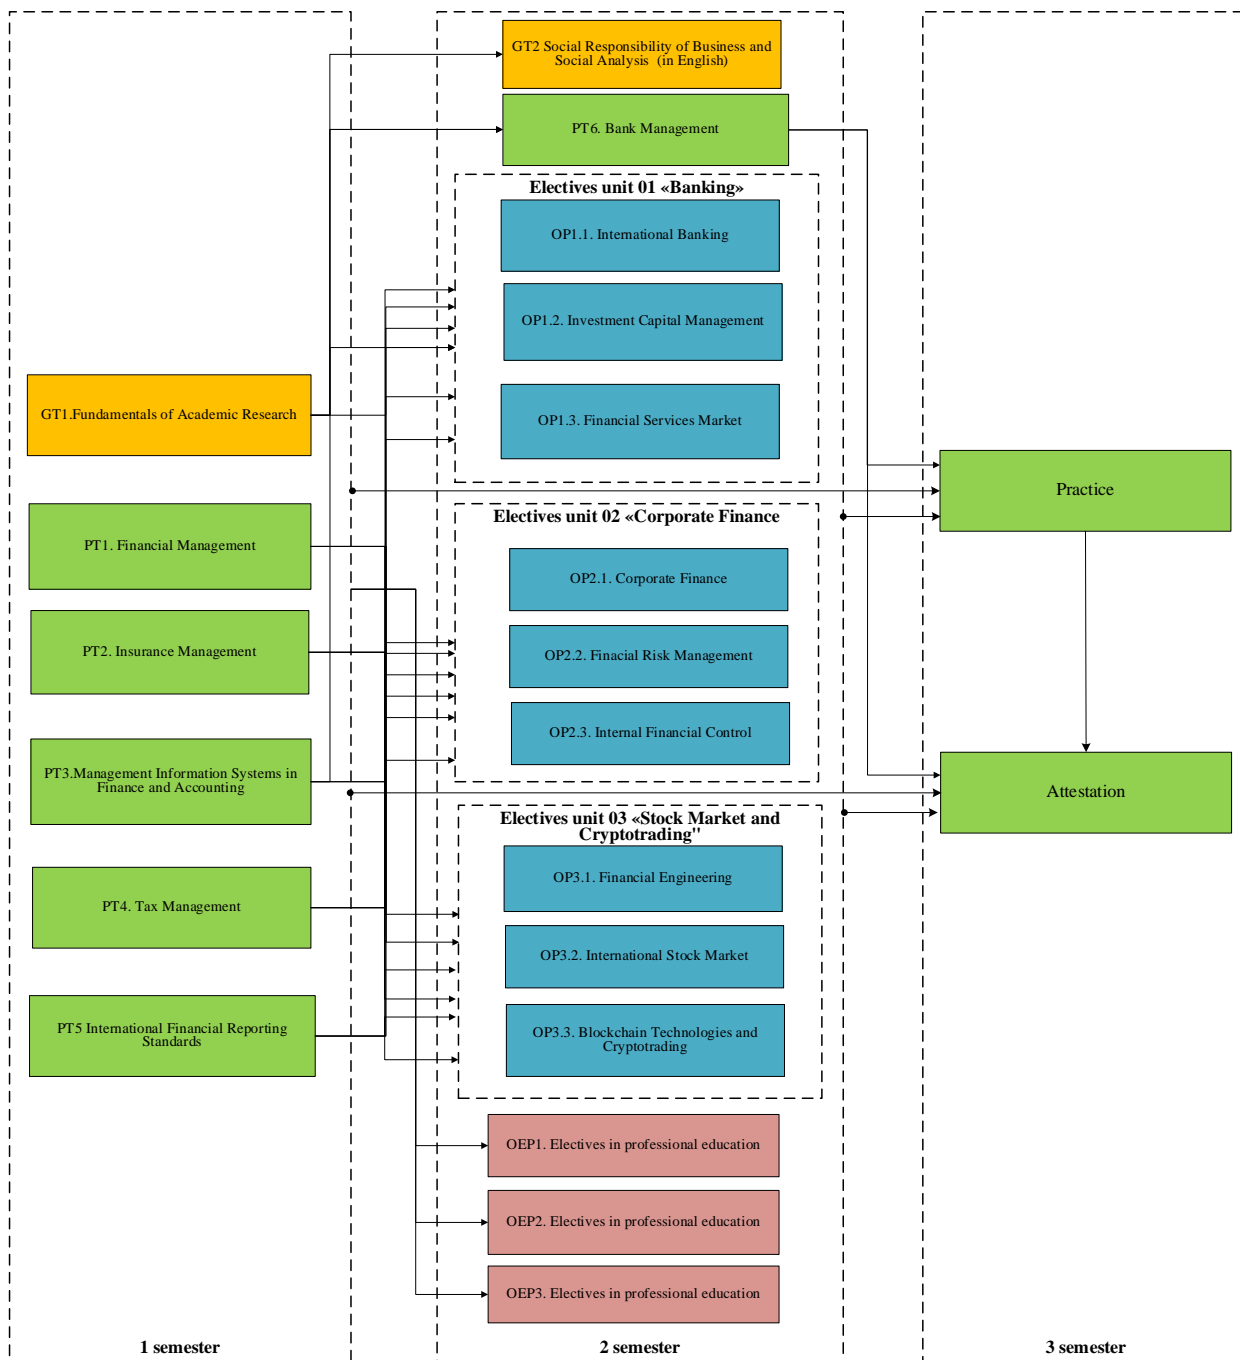 GT2 Social Responsibility of Business and
Social Analysis  (in English)
PT6. Bank Management
Electives unit 01 «Banking»
OP1.1. International Banking
OP1.2. Investment Capital Management
OP1.3. Financial Services Market
GT1.Fundamentals of Academic Research
PT1. Financial Management
PT2. Insurance Management
PT3.Management Information Systems in
Finance and Accounting
PT4. Tax Management
PT5 International Financial Reporting
Standards
Electives unit 02 «Corporate Finance
OP2.1. Corporate Finance
OP2.2. Finacial Risk Management
OP2.3. Internal Financial Control
Electives unit 03 «Stock Market and
Cryptotrading"
OP3.1. Financial Engineering
OP3.2. International Stock Market
OP3.3. Blockchain Technologies and
Cryptotrading
OEP1. Electives in professional education
OEP2. Electives in professional education
OEP3. Electives in professional education
Practice
Attestation
1 semester
2 semester
3 semester